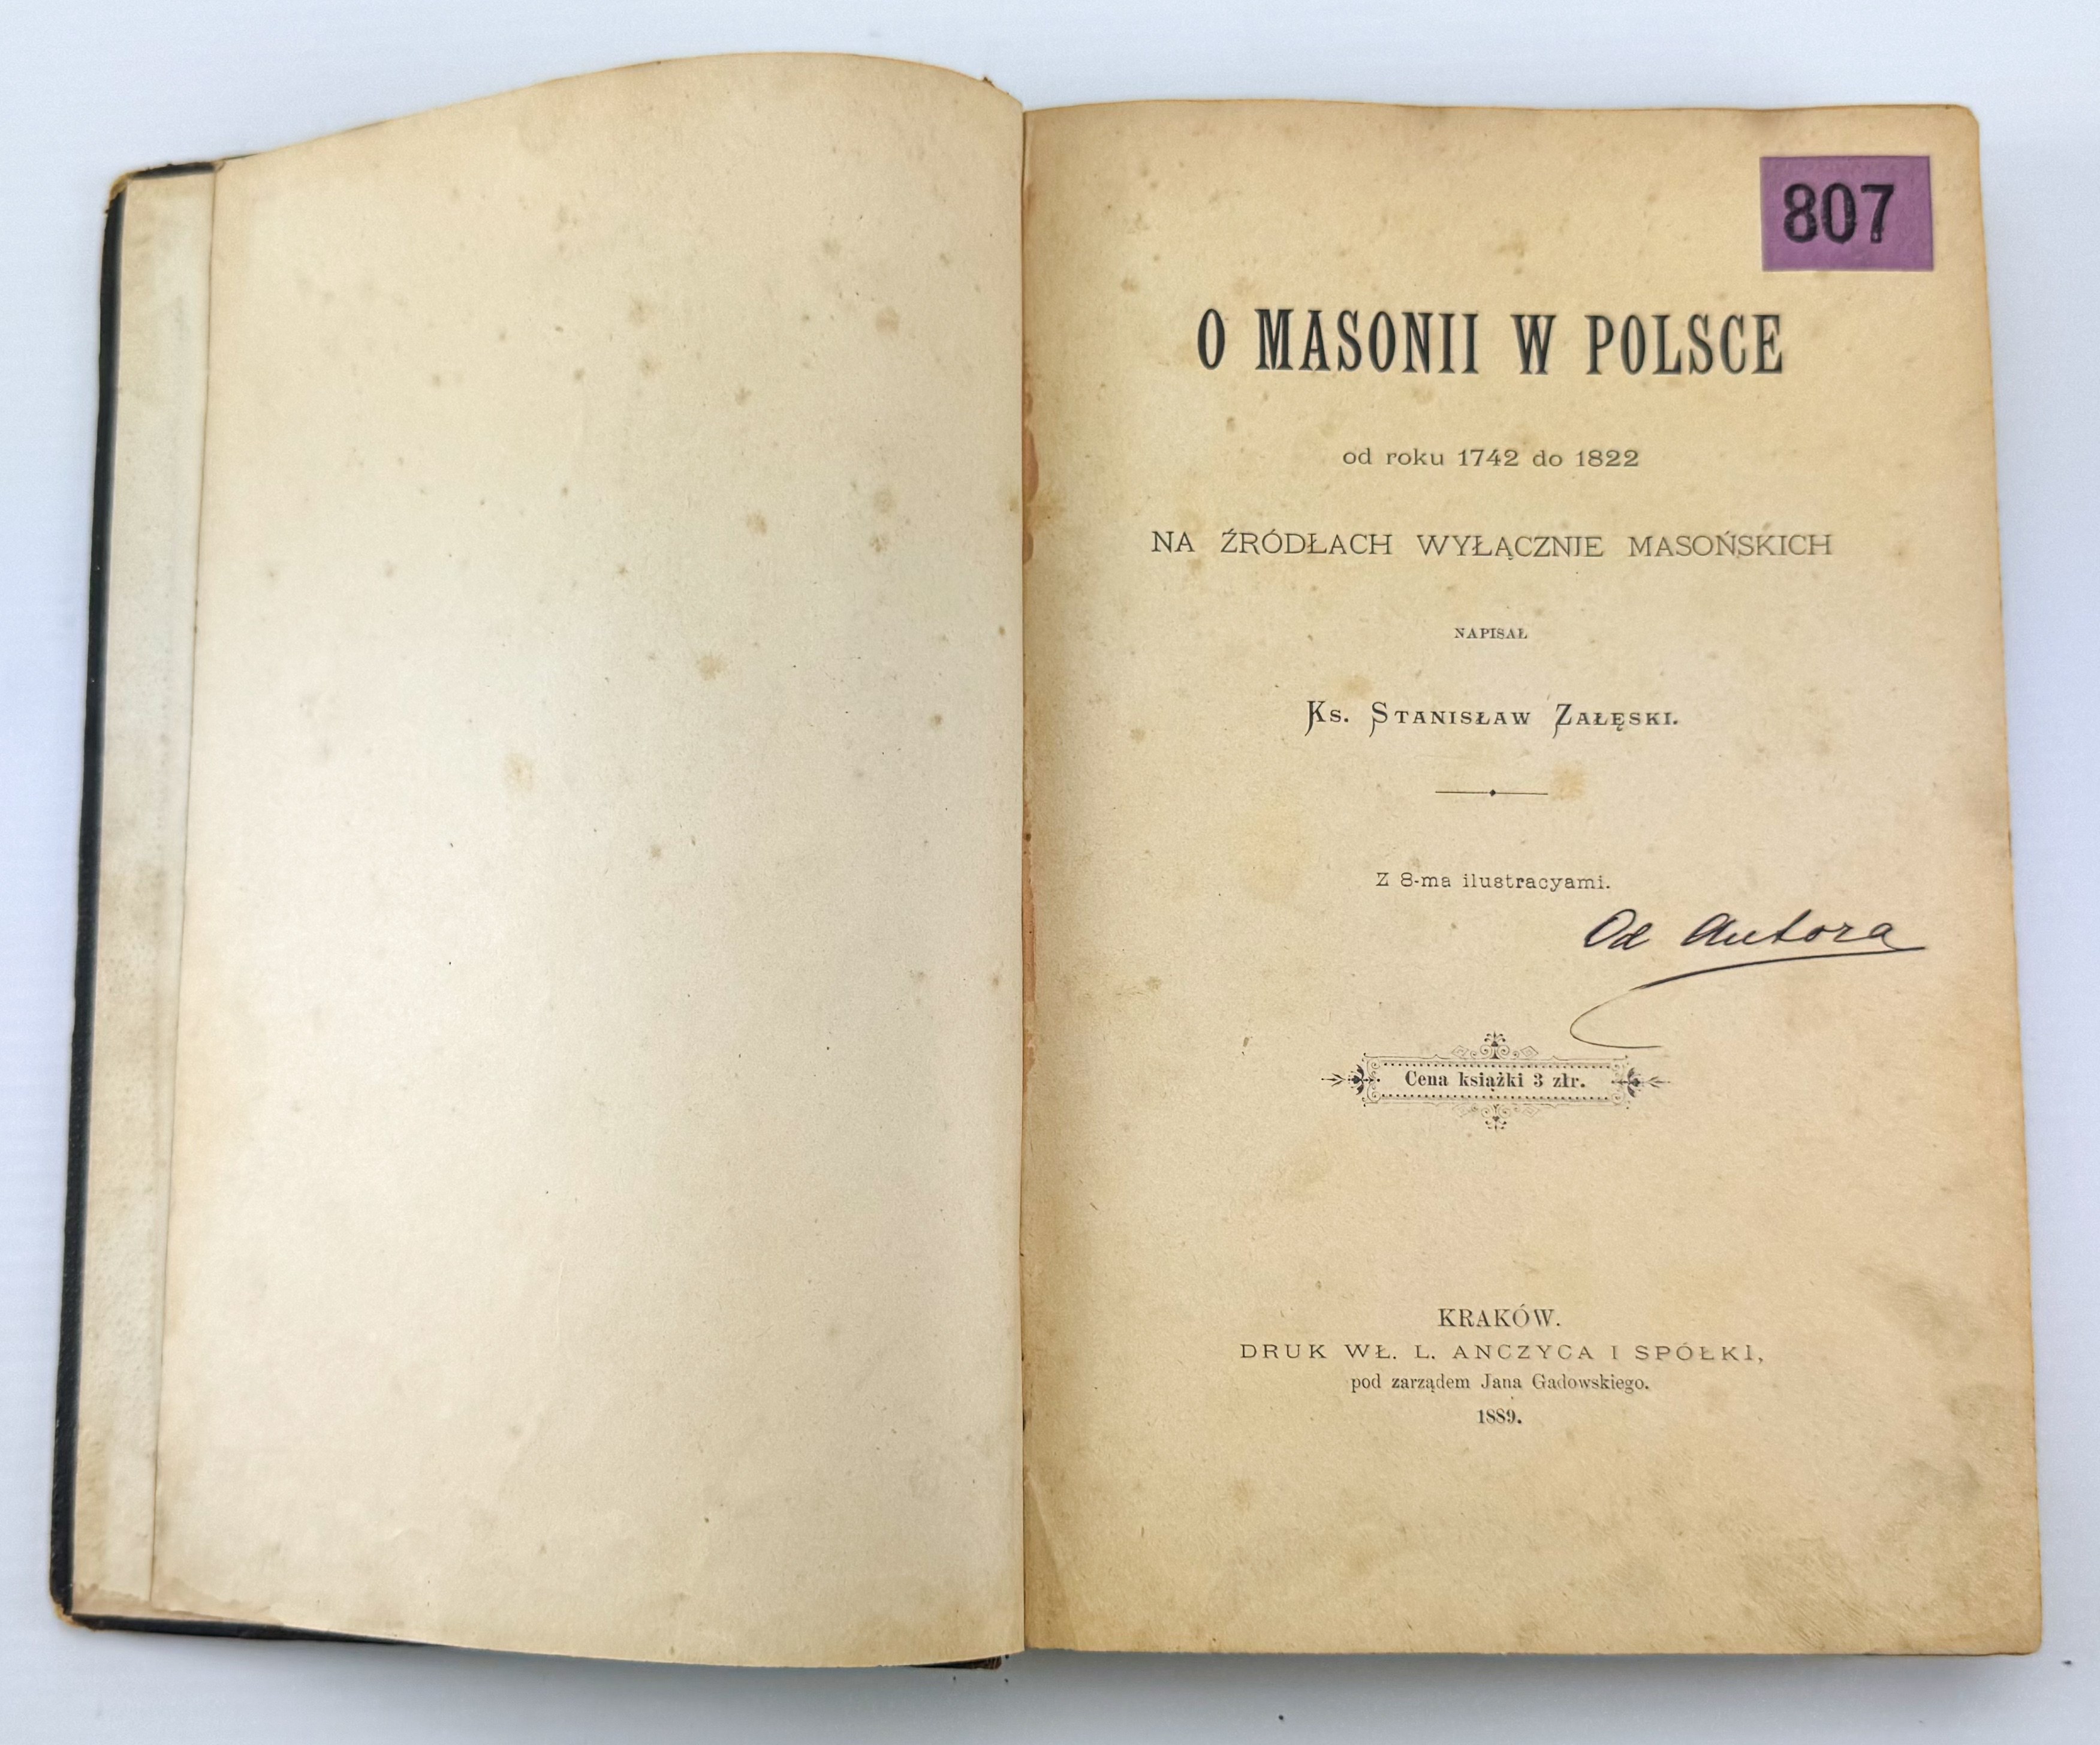 807
O MASONII W POLSCE
od roku 1742 do 1822
NA ŹRÓDŁACH WYŁĄCZNIE MASOŃSKICH
NAPISAŁ
Ks. Stanisław Załęski.
Z 8-ma ilustracyami.
Od Autora
Cena książki 3 złr.
KRAKÓW.
DRUK WŁ. L. ANCZYCA I SPÓŁKI,
pod zarządem Jana Gadowskiego.
1889.